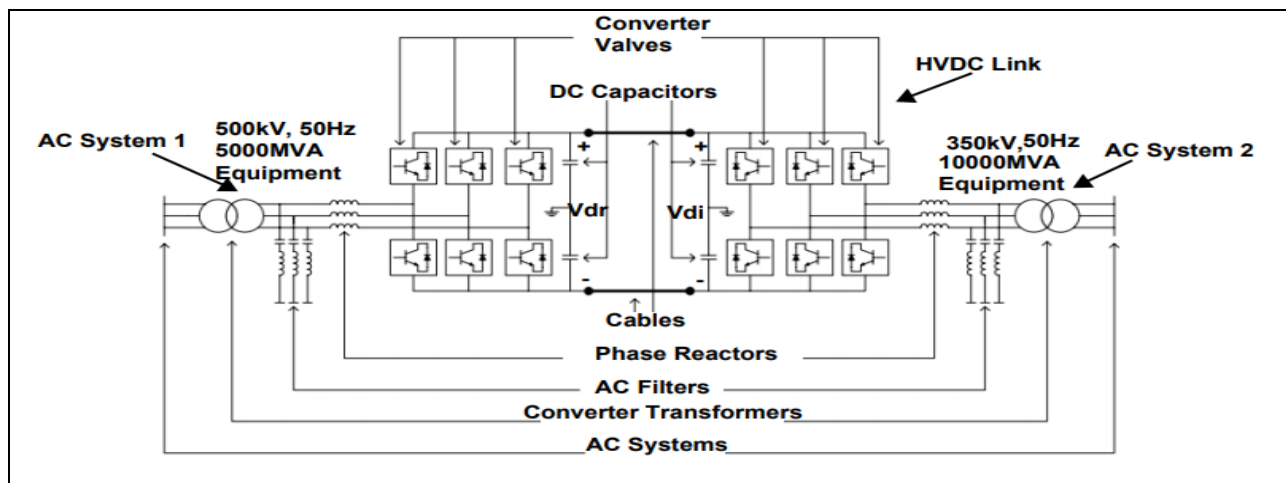 Converter
Valves
HVDC Link
DC Capacitors
AC System 1
500kV, 50Hz
5000MVA
Equipment
350kV,50Hz
10000MVA
Equipment
AC System 2
+
+
Vdr
Vdi
-
-
Cables
Phase Reactors
AC Filters
Converter Transformers
AC Systems